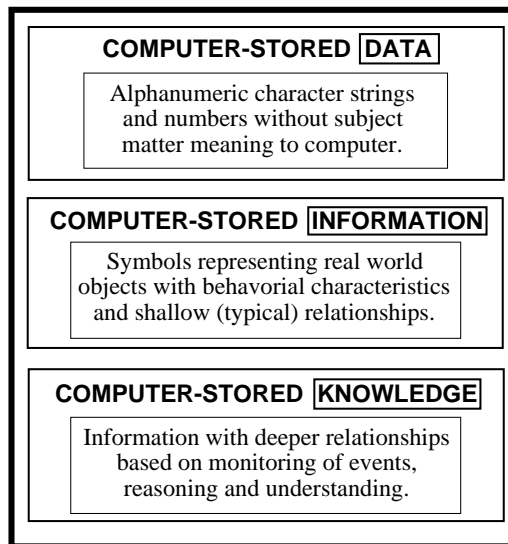 COMPUTER-STORED DATA
Alphanumeric character strings
and numbers without subject
matter meaning to computer.
COMPUTER-STORED INFORMATION
Symbols representing real world
objects with behavorial characteristics
and shallow (typical) relationships.
COMPUTER-STORED KNOWLEDGE
Information with deeper relationships
based on monitoring of events,
reasoning and understanding.